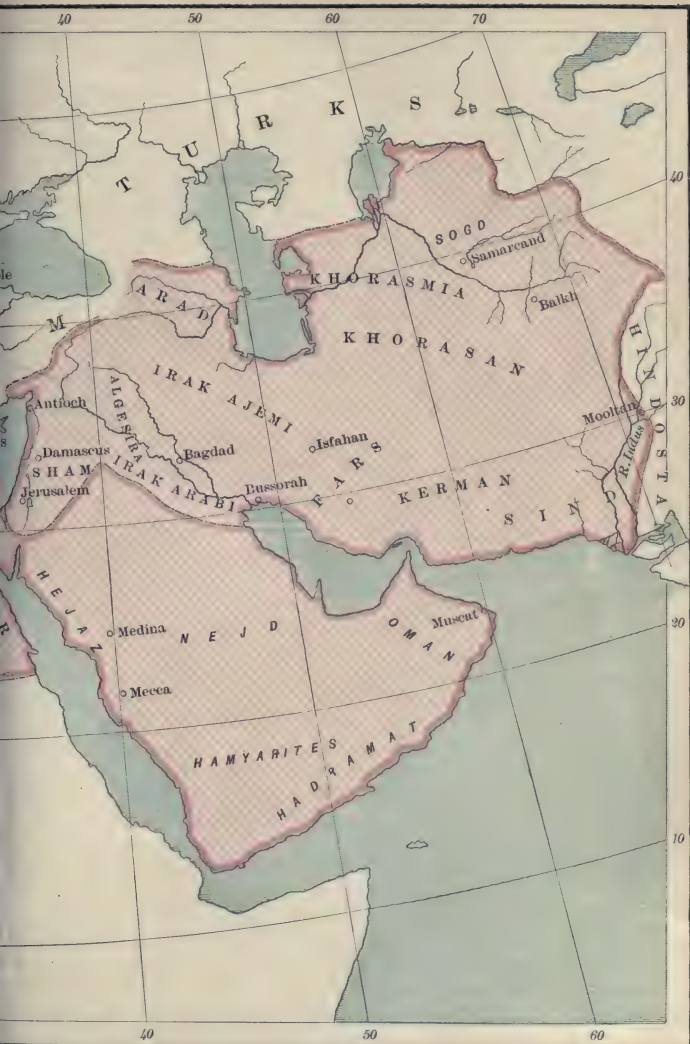 40 50 60 70
TURKS
40
SOGD
Samarcand
KHORASMIA
Balkh
ARAD
M
KHORASAN
HINDOSTA
IRAK AJEMI
30
ALGESIRA
Antioch
Mooltan
Isfahan
R. Indus
Damascus
Bagdad
SHAM
FARS
IRAK ARABI
Jerusalem
Bussorah
KERMAN
SIND
HEJAZ
20
Muscat
OMAN
Medina
NEJD
R
Mecca
HAMYARITES
HADRAMAT
10
40 50 60